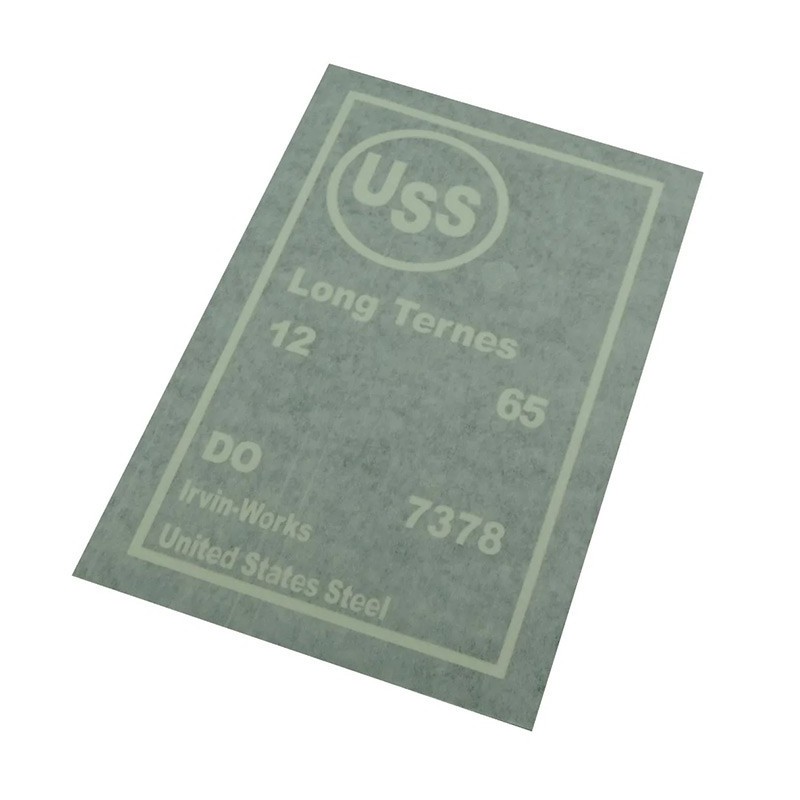 USS
Long Ternes
12
65
DO
7378
Irvin-Works
United States Steel